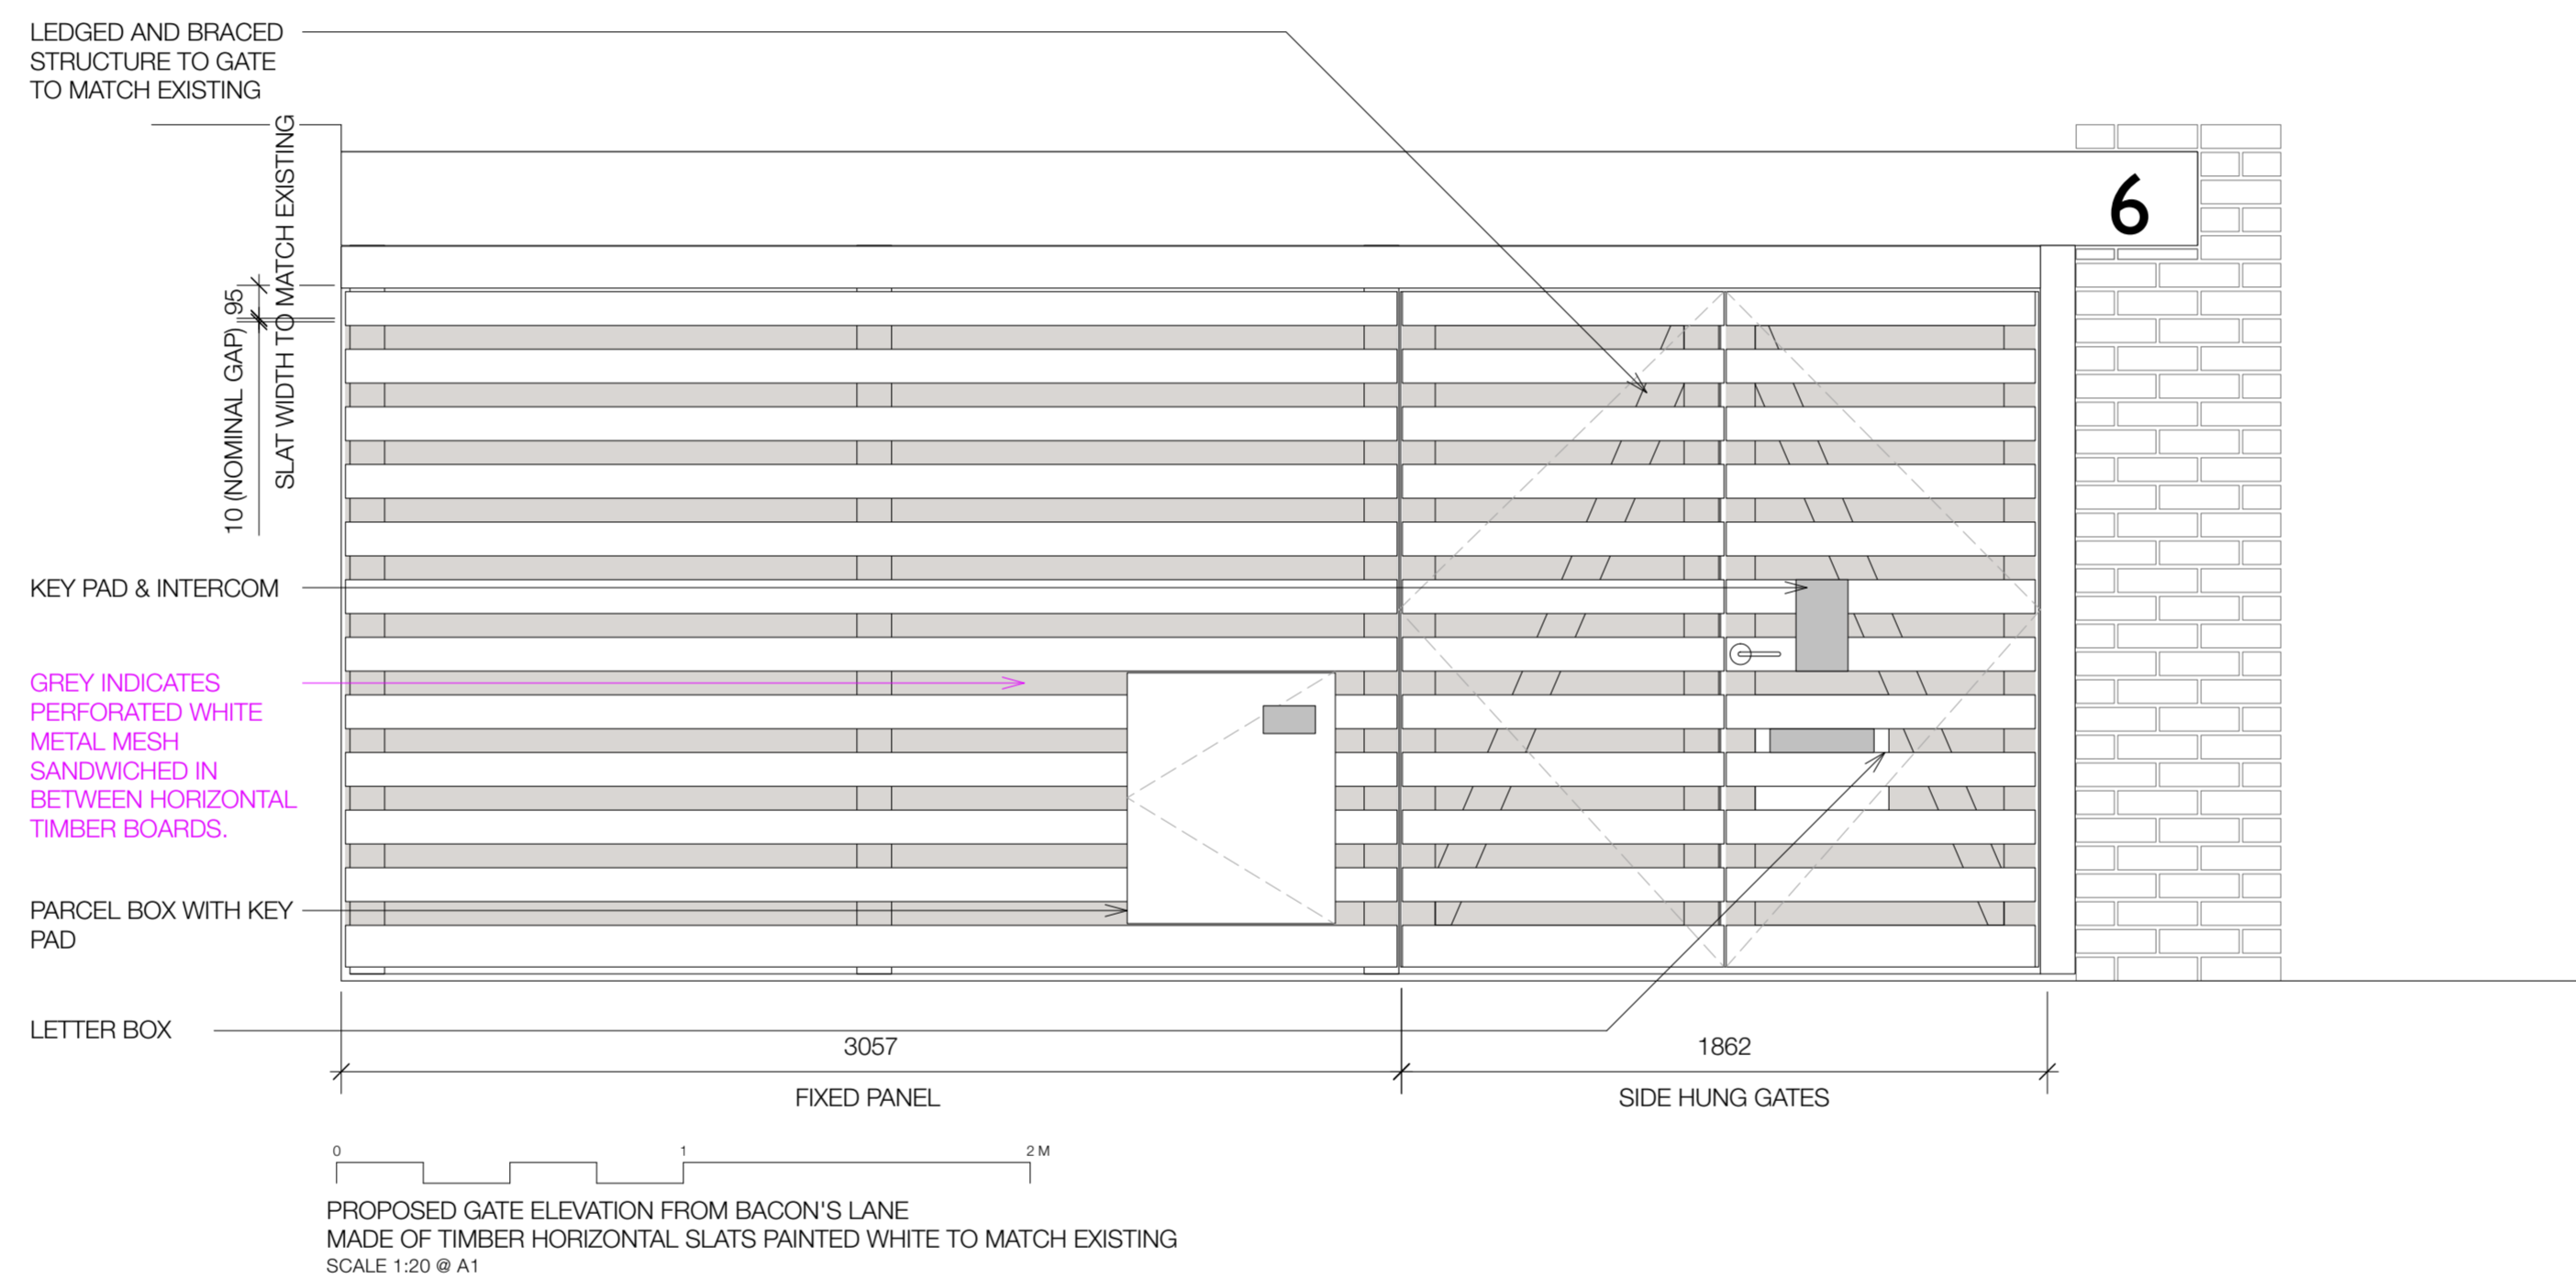 LEDGED AND BRACED
STRUCTURE TO GATE
TO MATCH EXISTING
6
SLAT WIDTH TO MATCH EXISTING
10 (NOMINAL GAP) 95
KEY PAD & INTERCOM
GREY INDICATES
PERFORATED WHITE
METAL MESH
SANDWICHED IN
BETWEEN HORIZONTAL
TIMBER BOARDS.
PARCEL BOX WITH KEY
PAD
LETTER BOX
3057
1862
FIXED PANEL
SIDE HUNG GATES
0 1 2 M
PROPOSED GATE ELEVATION FROM BACON'S LANE
MADE OF TIMBER HORIZONTAL SLATS PAINTED WHITE TO MATCH EXISTING
SCALE 1:20 @ A1